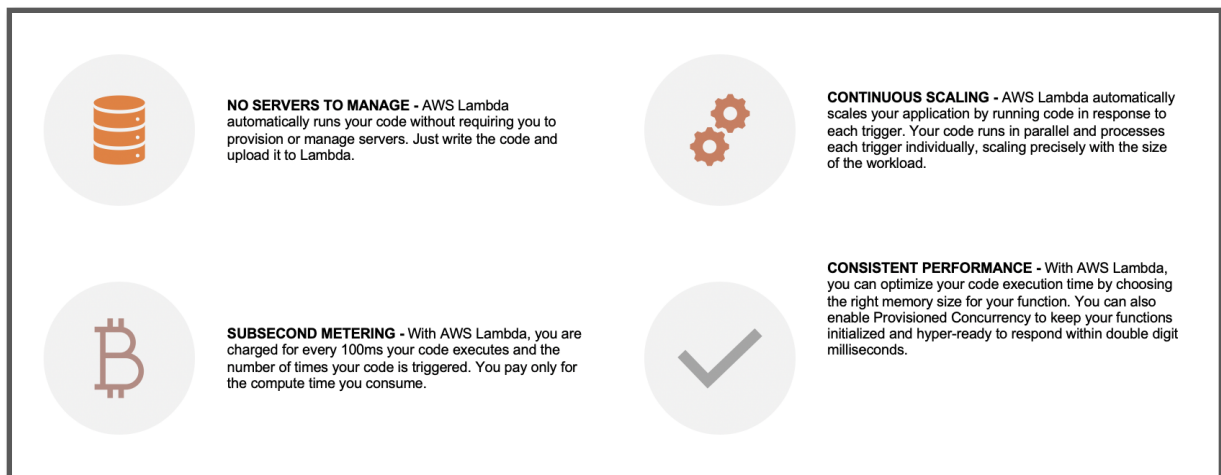 NO SERVERS TO MANAGE - AWS Lambda
automatically runs your code without requiring you to
provision or manage servers. Just write the code and
upload it to Lambda.
CONTINUOUS SCALING - AWS Lambda automatically
scales your application by running code in response to
each trigger. Your code runs in parallel and processes
each trigger individually, scaling precisely with the size
of the workload.
SUBSECOND METERING - With AWS Lambda, you are
charged for every 100ms your code executes and the
number of times your code is triggered. You pay only for
the compute time you consume.
CONSISTENT PERFORMANCE - With AWS Lambda,
you can optimize your code execution time by choosing
the right memory size for your function. You can also
enable Provisioned Concurrency to keep your functions
initialized and hyper-ready to respond within double digit
milliseconds.